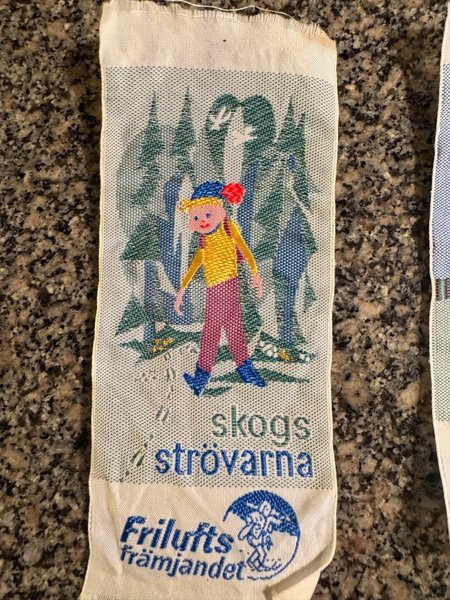 skogs
strövarna
Frilufts
främjandet